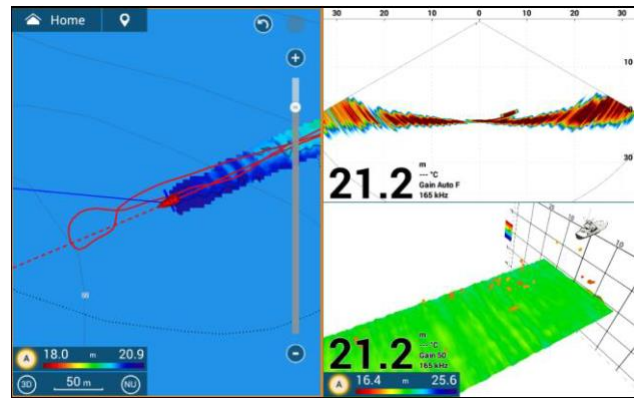 Home
98
A 18.0 m 20.9
3D 50 m NU
30 20 10 0 10 20 30
10
30
m
--- °C
Gain Auto F
165 kHz
21.2
m
--- °C
Gain 50
165 kHz
21.2
A 16.4 m 25.6